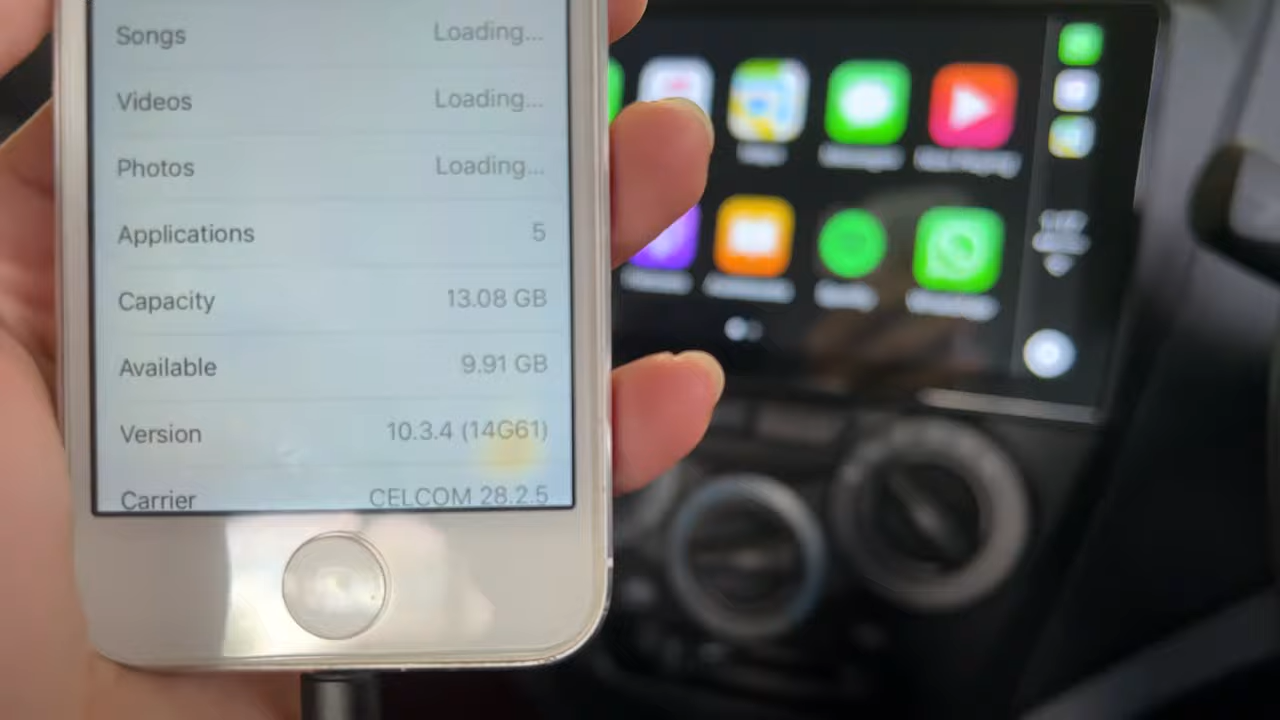 Songs Loading...
Videos Loading...
Photos Loading...
Applications 5
Capacity 13.08 GB
Available 9.91 GB
Version 10.3.4 (14G61)
Carrier CELCOM 28.2.5